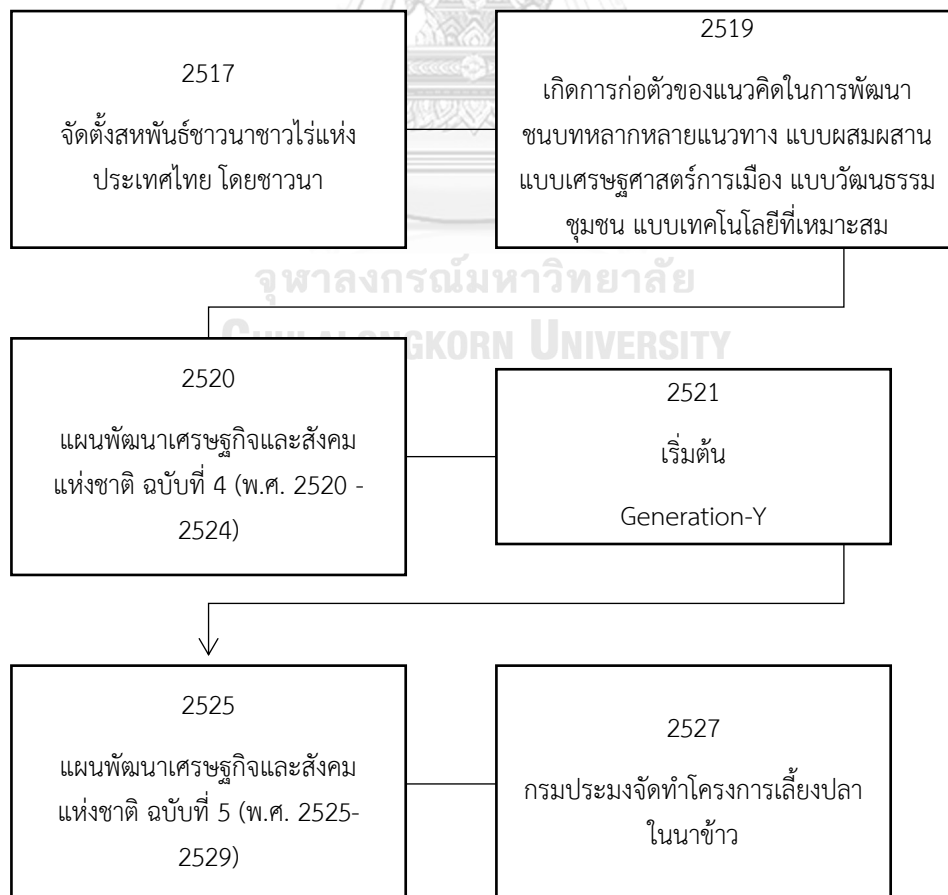 2517
จัดตั้งสหพันธ์ชาวนาชาวไร่แห่ง
ประเทศไทย โดยชาวนา
2519
เกิดการก่อตัวของแนวคิดในการพัฒนา
ชนบทหลากหลายแนวทาง แบบผสมผสาน
แบบเศรษฐศาสตร์การเมือง แบบวัฒนธรรม
ชุมชน แบบเทคโนโลยีที่เหมาะสม
จุฬาลงกรณ์มหาวิทยาลัย
CHULALONGKORN UNIVERSITY
2520
แผนพัฒนาเศรษฐกิจและสังคม
แห่งชาติ ฉบับที่ 4 (พ.ศ. 2520 -
2524)
2521
เริ่มต้น
Generation-Y
2525
แผนพัฒนาเศรษฐกิจและสังคม
แห่งชาติ ฉบับที่ 5 (พ.ศ. 2525-
2529)
2527
กรมประมงจัดทำโครงการเลี้ยงปลา
ในนาข้าว